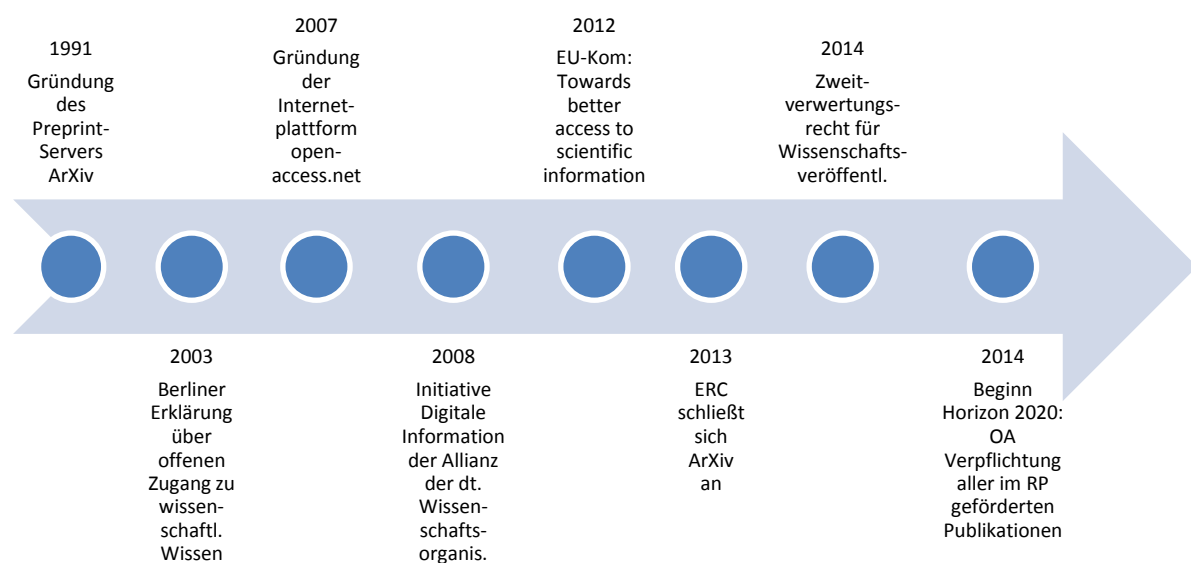 1991
Gründung
des
Preprint-
Servers
ArXiv
2003
Berliner
Erklärung
über
offenen
Zugang zu
wissen-
schaftl.
Wissen
2007
Gründung
der
Internet-
plattform
open-
access.net
2008
Initiative
Digitale
Information
der Allianz
der dt.
Wissen-
schafts-
organis.
2012
EU-Kom:
Towards
better
access to
scientific
information
2013
ERC
schließt
sich
ArXiv
an
2014
Zweit-
verwertungs-
recht für
Wissenschafts-
veröffentl.
2014
Beginn
Horizon 2020:
OA
Verpflichtung
aller im RP
geförderten
Publikationen